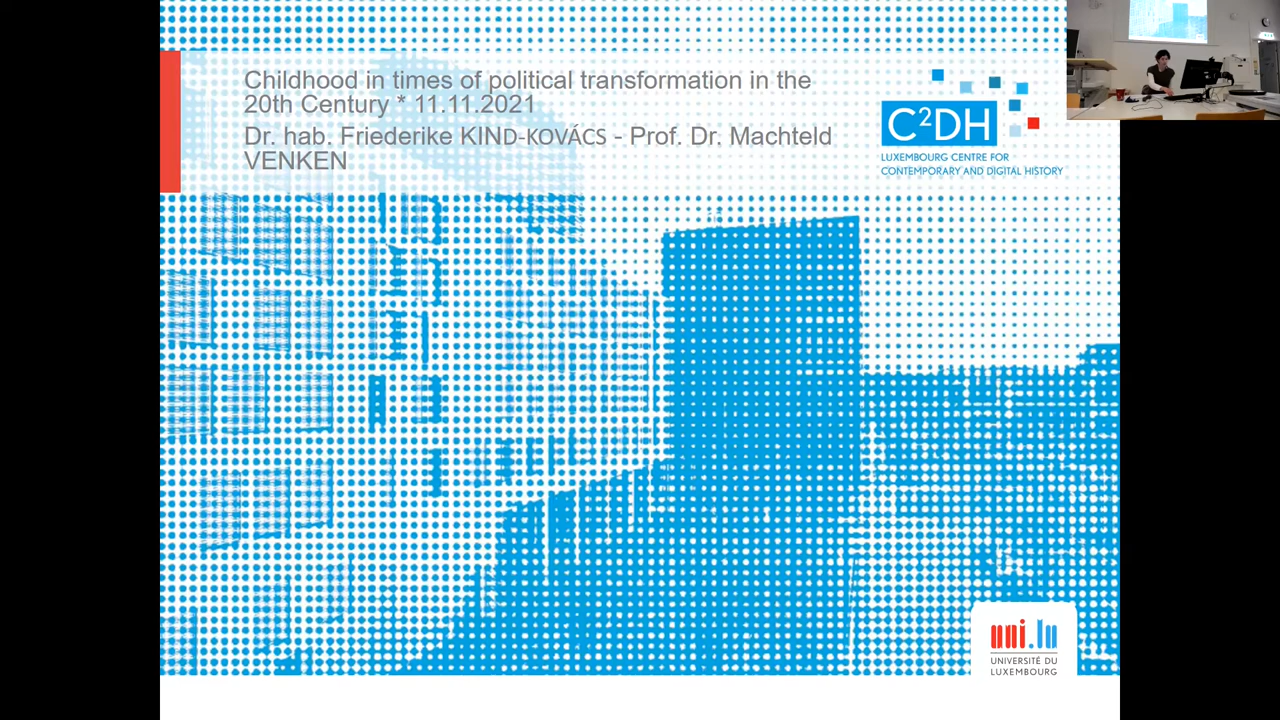 Childhood in times of political transformation in the
20th Century * 11.11.2021
Dr. hab. Friederike KIND-KOVÁCS - Prof. Dr. Machteld
VENKEN
C²DH
LUXEMBOURG CENTRE FOR
CONTEMPORARY AND DIGITAL HISTORY
uni.lu
UNIVERSITÉ DU
LUXEMBOURG